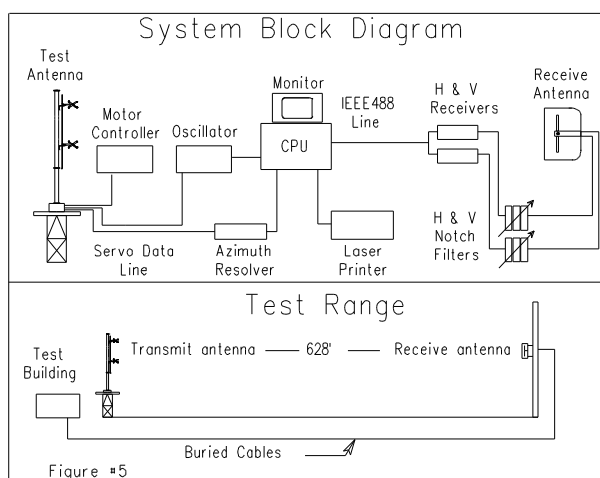 System Block Diagram
Test
Antenna
Motor
Controller
Oscillator
Monitor
CPU
IEEE488
Line
H & V
Receivers
Receive
Antenna
Servo Data
Line
Azimuth
Resolver
Laser
Printer
H & V
Notch
Filters
Test Range
Test
Building
Transmit antenna
628'
Receive antenna
Buried Cables
Figure #5